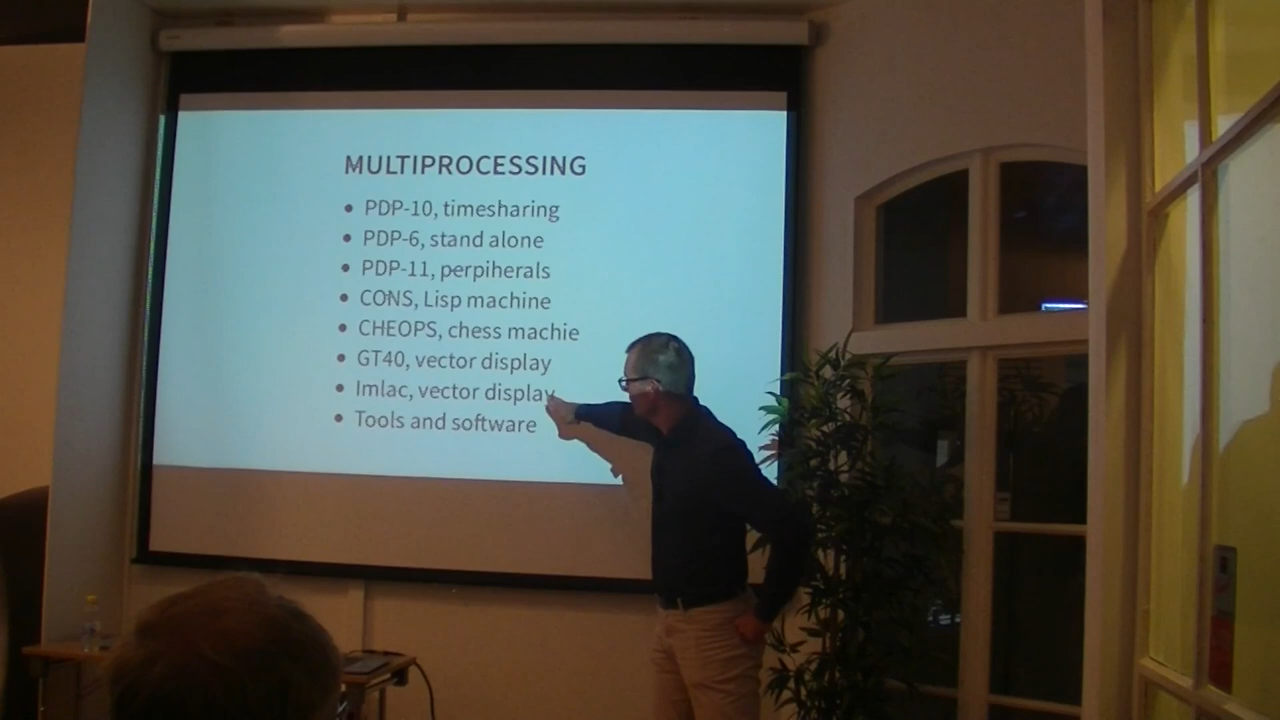 MULTIPROCESSING
• PDP-10, timesharing
• PDP-6, stand alone
• PDP-11, perpiherals
• CONS, Lisp machine
• CHEOPS, chess machie
• GT40, vector display
• Imlac, vector display
• Tools and software